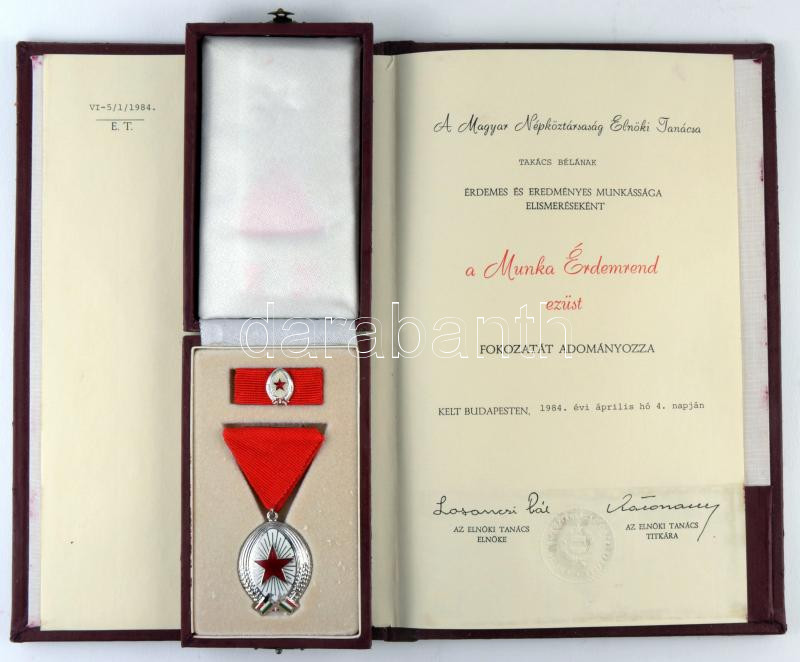 VI-5/1/1984.
E. T.
A Magyar Népköztársaság Elnöki Tanácsa
TAKÁCS BÉLÁNAK
ÉRDEMES ÉS EREDMÉNYES MUNKÁSSÁGA
ELISMERÉSEKÉNT
a Munka Érdemrend
ezüst
FOKOZATÁT ADOMÁNYOZZA
KELT BUDAPESTEN, 1984. évi április hó 4. napján
Losonczi Pál
AZ ELNÖKI TANÁCS
ELNÖKE
AZ ELNÖKI TANÁCS
TITKÁRA
darabanth